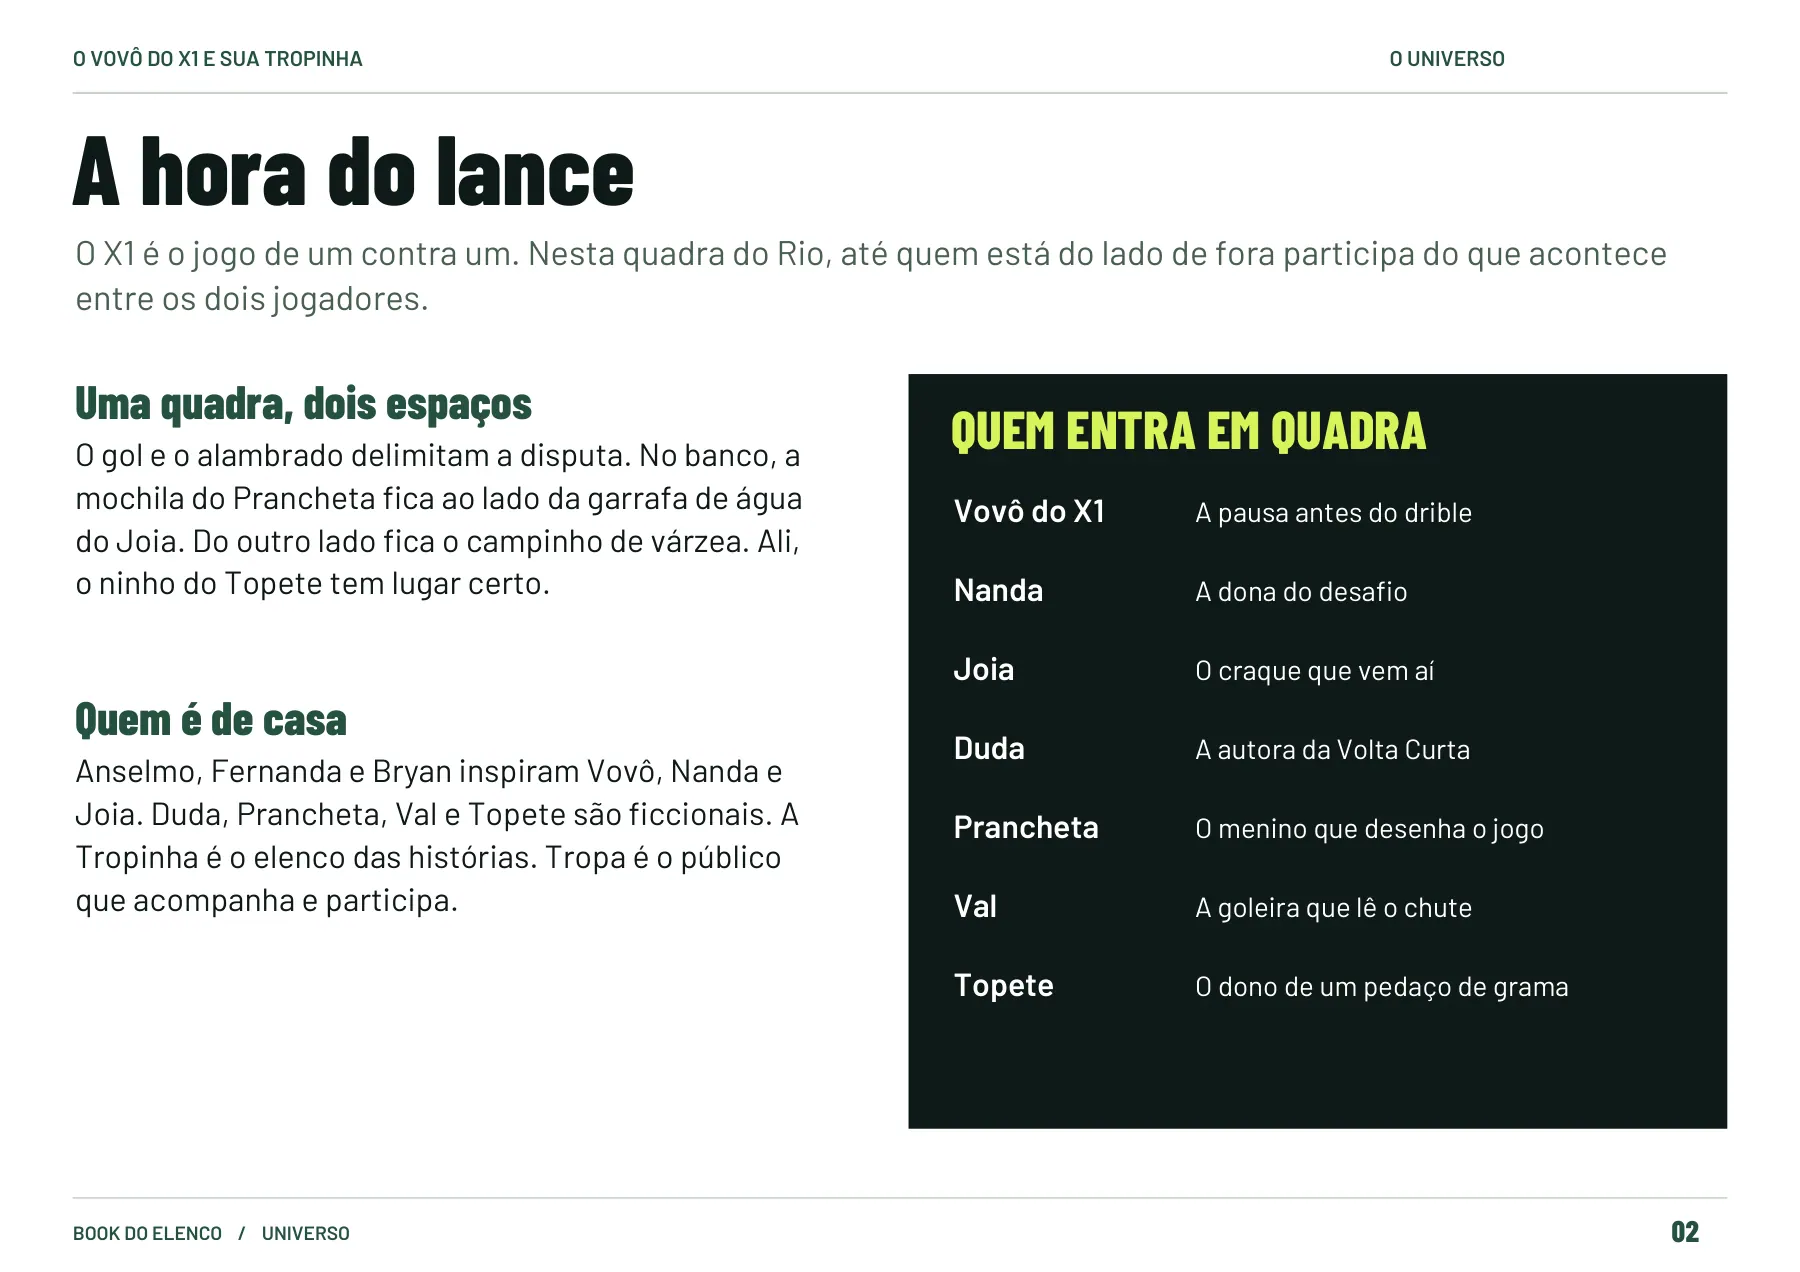 O VOVÔ DO X1 E SUA TROPINHA
O UNIVERSO
A hora do lance
O X1 é o jogo de um contra um. Nesta quadra do Rio, até quem está do lado de fora participa do que acontece
entre os dois jogadores.
Uma quadra, dois espaços
O gol e o alambrado delimitam a disputa. No banco, a
mochila do Prancheta fica ao lado da garrafa de água
do Joia. Do outro lado fica o campinho de várzea. Ali,
o ninho do Topete tem lugar certo.
Quem é de casa
Anselmo, Fernanda e Bryan inspiram Vovô, Nanda e
Joia. Duda, Prancheta, Val e Topete são ficcionais. A
Tropinha é o elenco das histórias. Tropa é o público
que acompanha e participa.
QUEM ENTRA EM QUADRA
Vovô do X1 A pausa antes do drible
Nanda A dona do desafio
Joia O craque que vem aí
Duda A autora da Volta Curta
Prancheta O menino que desenha o jogo
Val A goleira que lê o chute
Topete O dono de um pedaço de grama
BOOK DO ELENCO / UNIVERSO
02